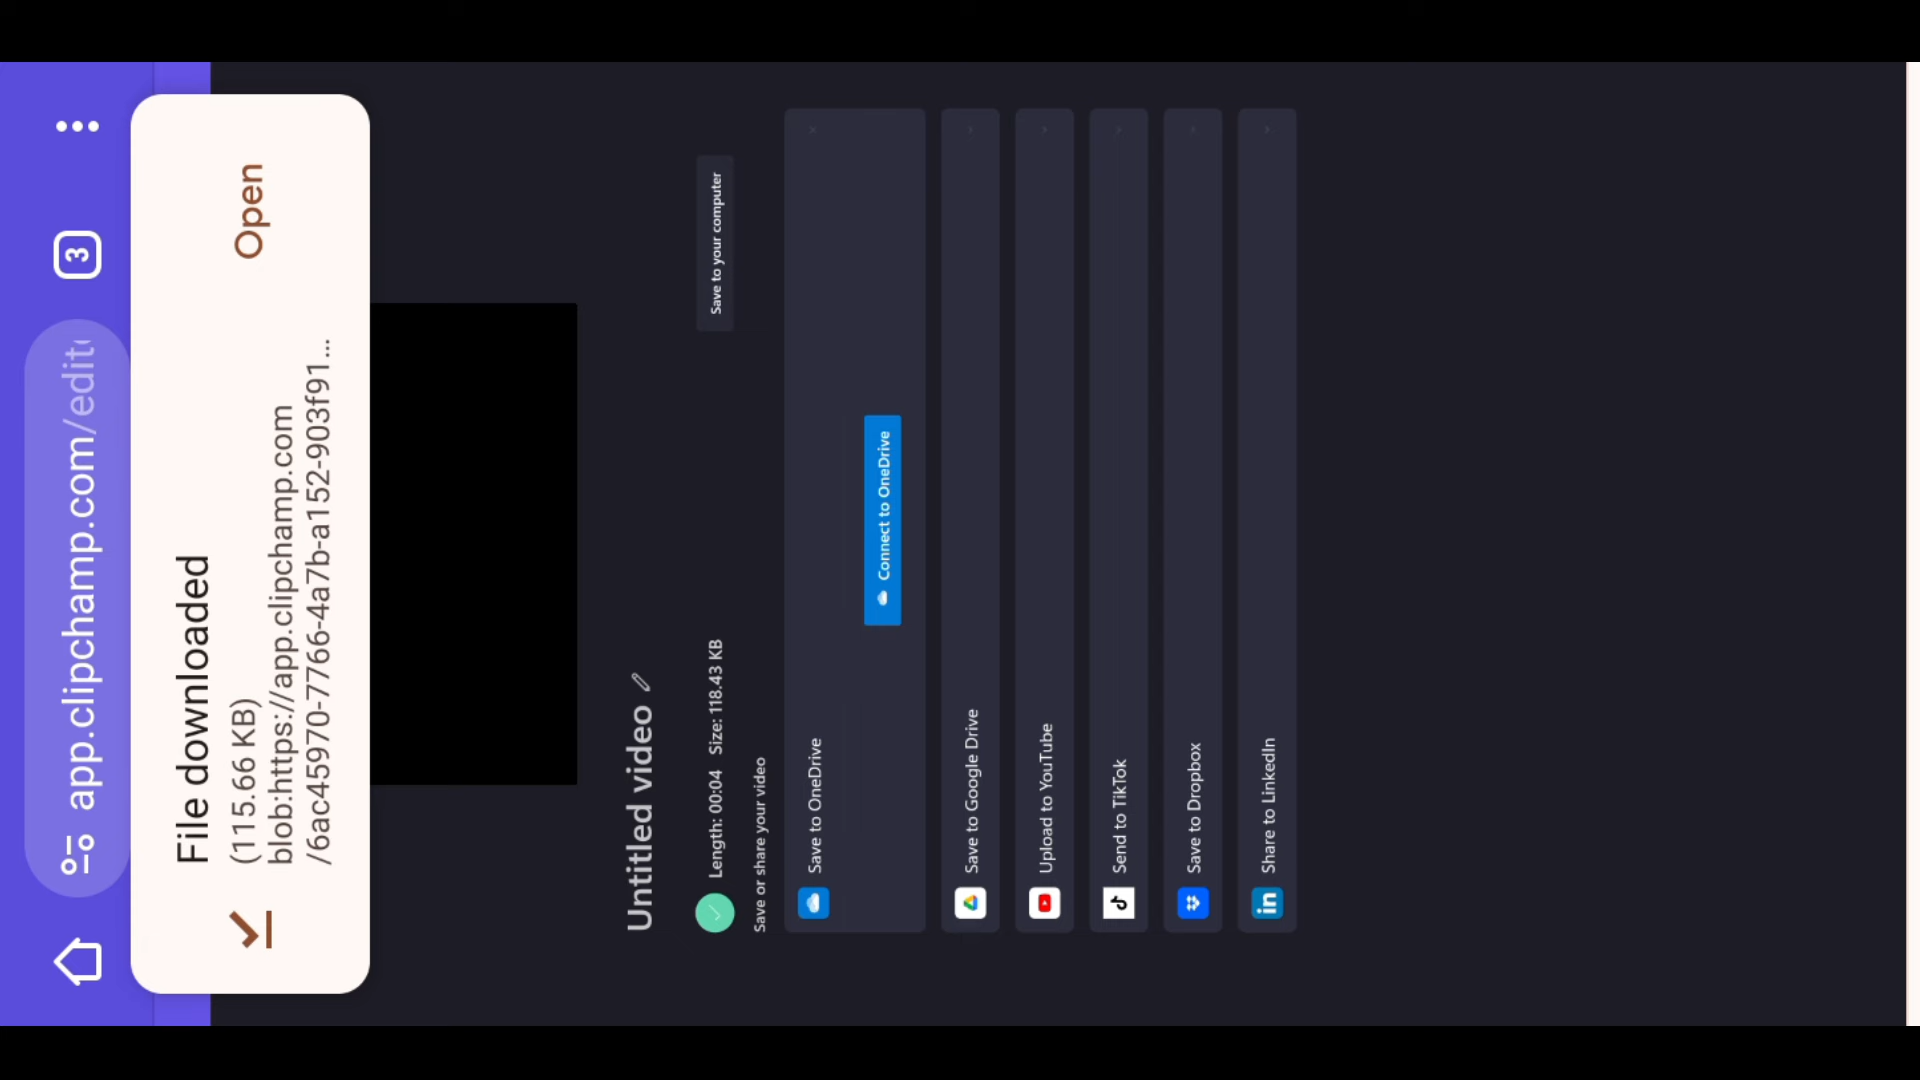 app.clipchamp.com/edit
3
File downloaded
(115.66 KB)
blob:https://app.clipchamp.com
/6ac45970-7766-4a7b-a152-903f91...
Open
Untitled video
Length: 00:04 Size: 118.43 KB
Save to your computer
Save or share your video
Save to OneDrive
Connect to OneDrive
Save to Google Drive
Upload to YouTube
Send to TikTok
Save to Dropbox
in
Share to LinkedIn